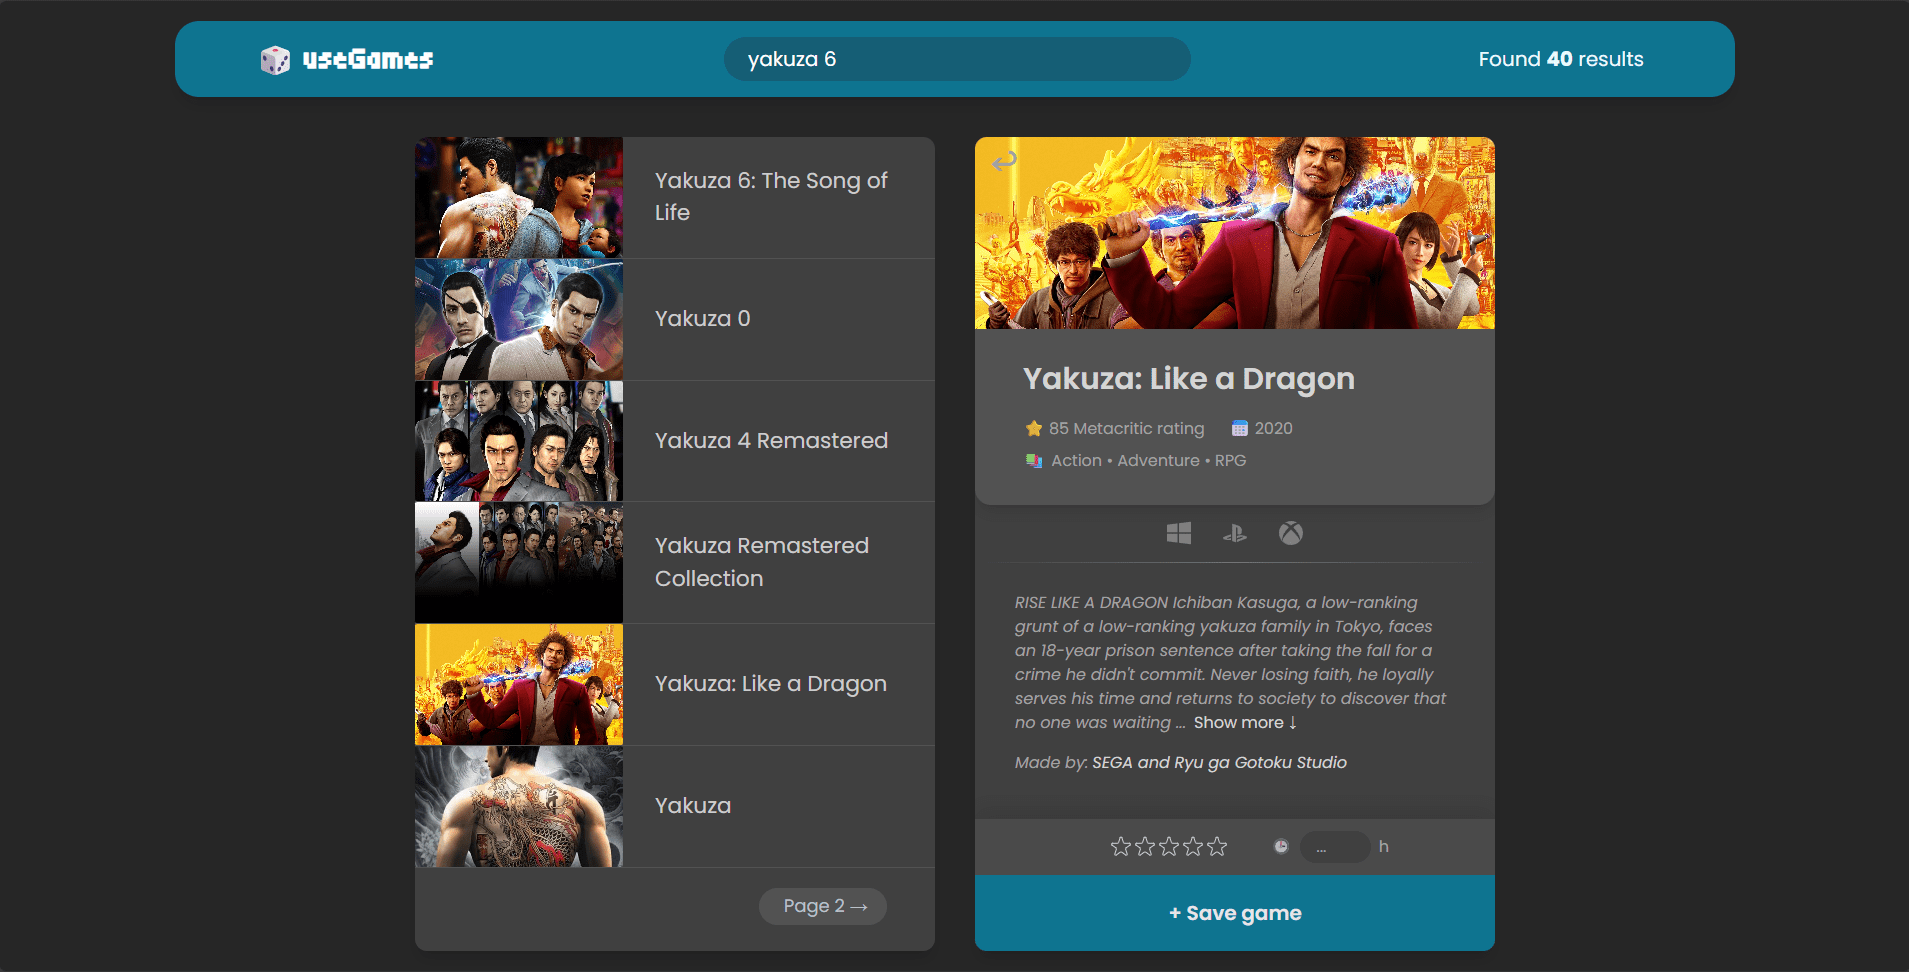 useGames
yakuza 6
Found 40 results
Yakuza 6: The Song of
Life
Yakuza 0
Yakuza 4 Remastered
Yakuza Remastered
Collection
Yakuza: Like a Dragon
Yakuza
Page 2 →
Yakuza: Like a Dragon
85 Metacritic rating
2020
Action • Adventure • RPG
RISE LIKE A DRAGON Ichiban Kasuga, a low-ranking
grunt of a low-ranking yakuza family in Tokyo, faces
an 18-year prison sentence after taking the fall for a
crime he didn't commit. Never losing faith, he loyally
serves his time and returns to society to discover that
no one was waiting ... Show more ↓
Made by: SEGA and Ryu ga Gotoku Studio
... h
+ Save game